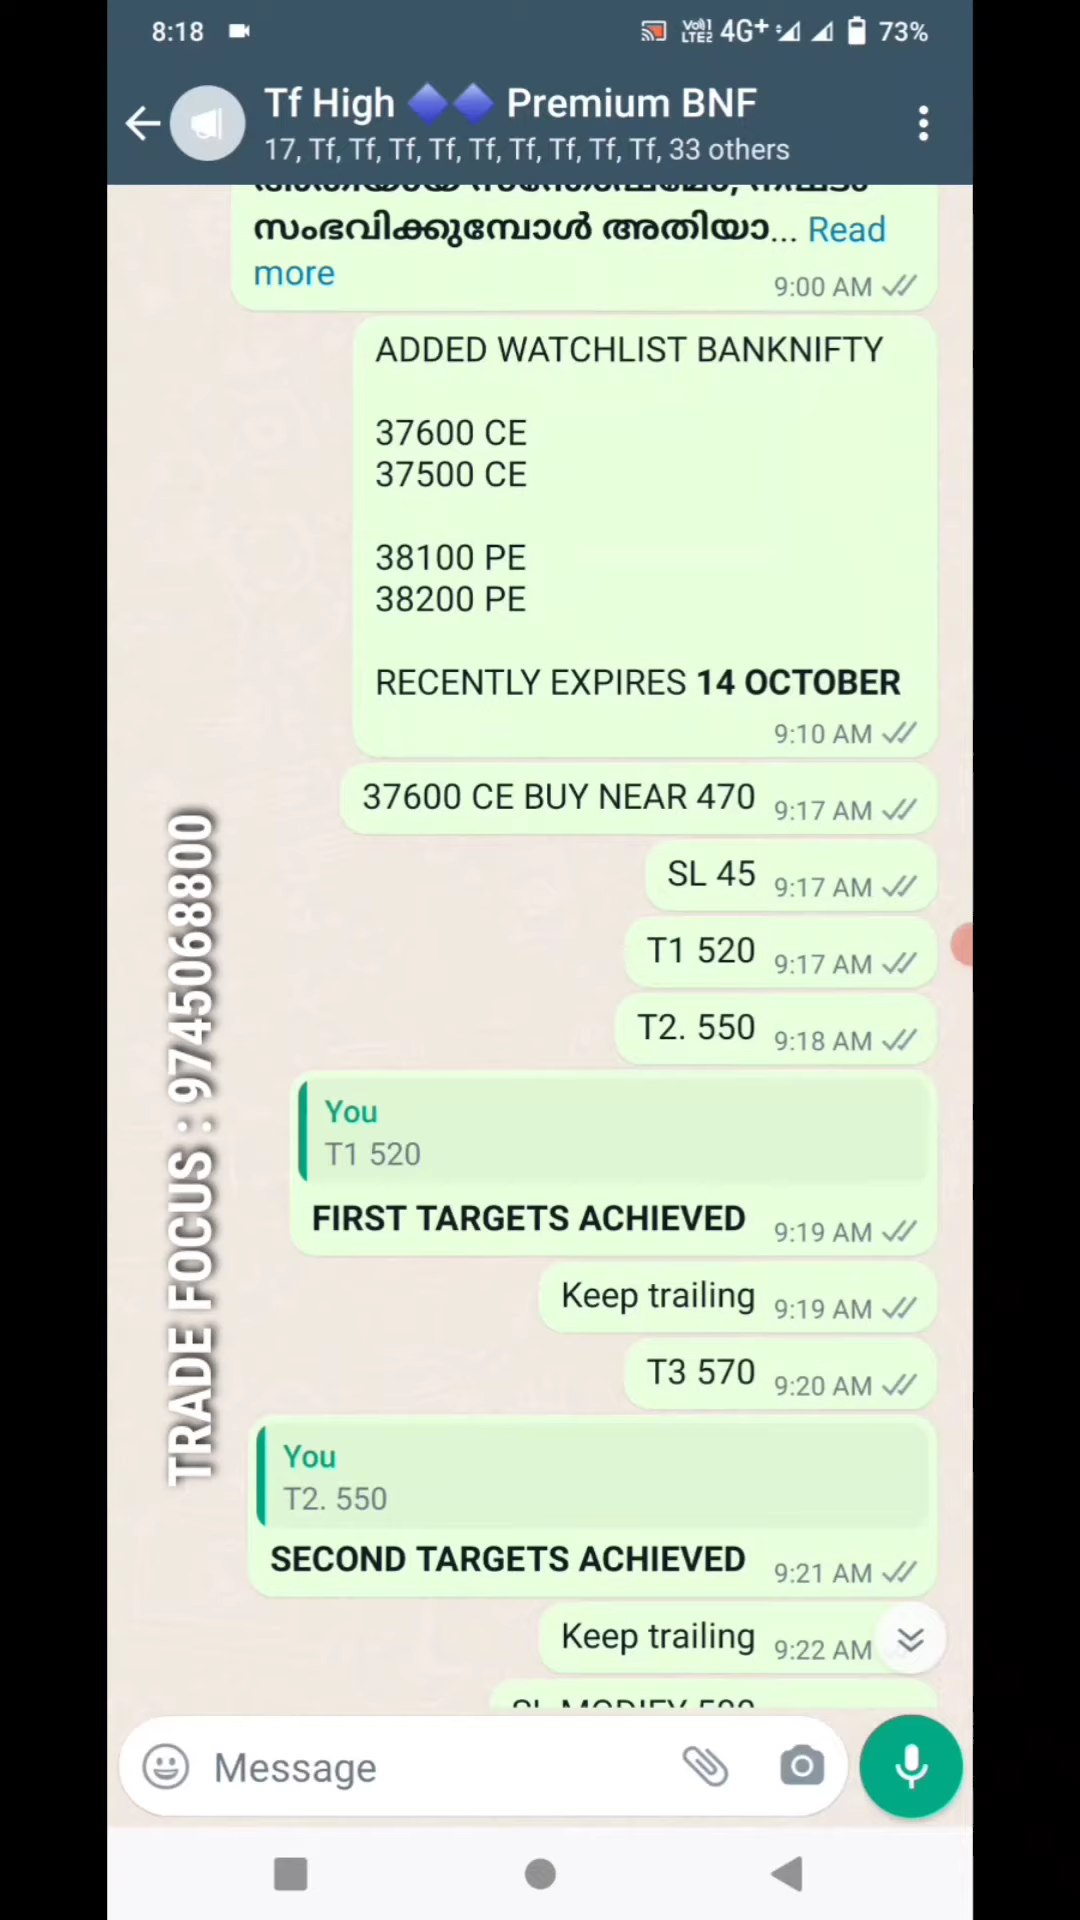 8:18 Vo)) 1 LTE2 4G+ 73%
Tf High 🔷🔷 Premium BNF
17, Tf, Tf, Tf, Tf, Tf, Tf, Tf, Tf, 33 others
സംഭവിക്കുമ്പോൾ അതിയാ... Read
more
9:00 AM
ADDED WATCHLIST BANKNIFTY
37600 CE
37500 CE
38100 PE
38200 PE
RECENTLY EXPIRES 14 OCTOBER
9:10 AM
37600 CE BUY NEAR 470 9:17 AM
SL 45 9:17 AM
T1 520 9:17 AM
T2. 550 9:18 AM
You
T1 520
FIRST TARGETS ACHIEVED 9:19 AM
Keep trailing 9:19 AM
T3 570 9:20 AM
You
T2. 550
SECOND TARGETS ACHIEVED 9:21 AM
Keep trailing 9:22 AM
Message
TRADE FOCUS : 9745068800